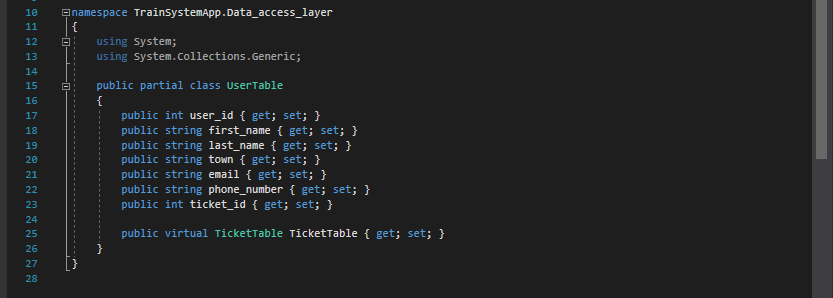 10 namespace TrainSystemApp.Data_access_layer
11 {
12 using System;
13 using System.Collections.Generic;
14
15 public partial class UserTable
16 {
17 public int user_id { get; set; }
18 public string first_name { get; set; }
19 public string last_name { get; set; }
20 public string town { get; set; }
21 public string email { get; set; }
22 public string phone_number { get; set; }
23 public int ticket_id { get; set; }
24
25 public virtual TicketTable TicketTable { get; set; }
26 }
27 }
28